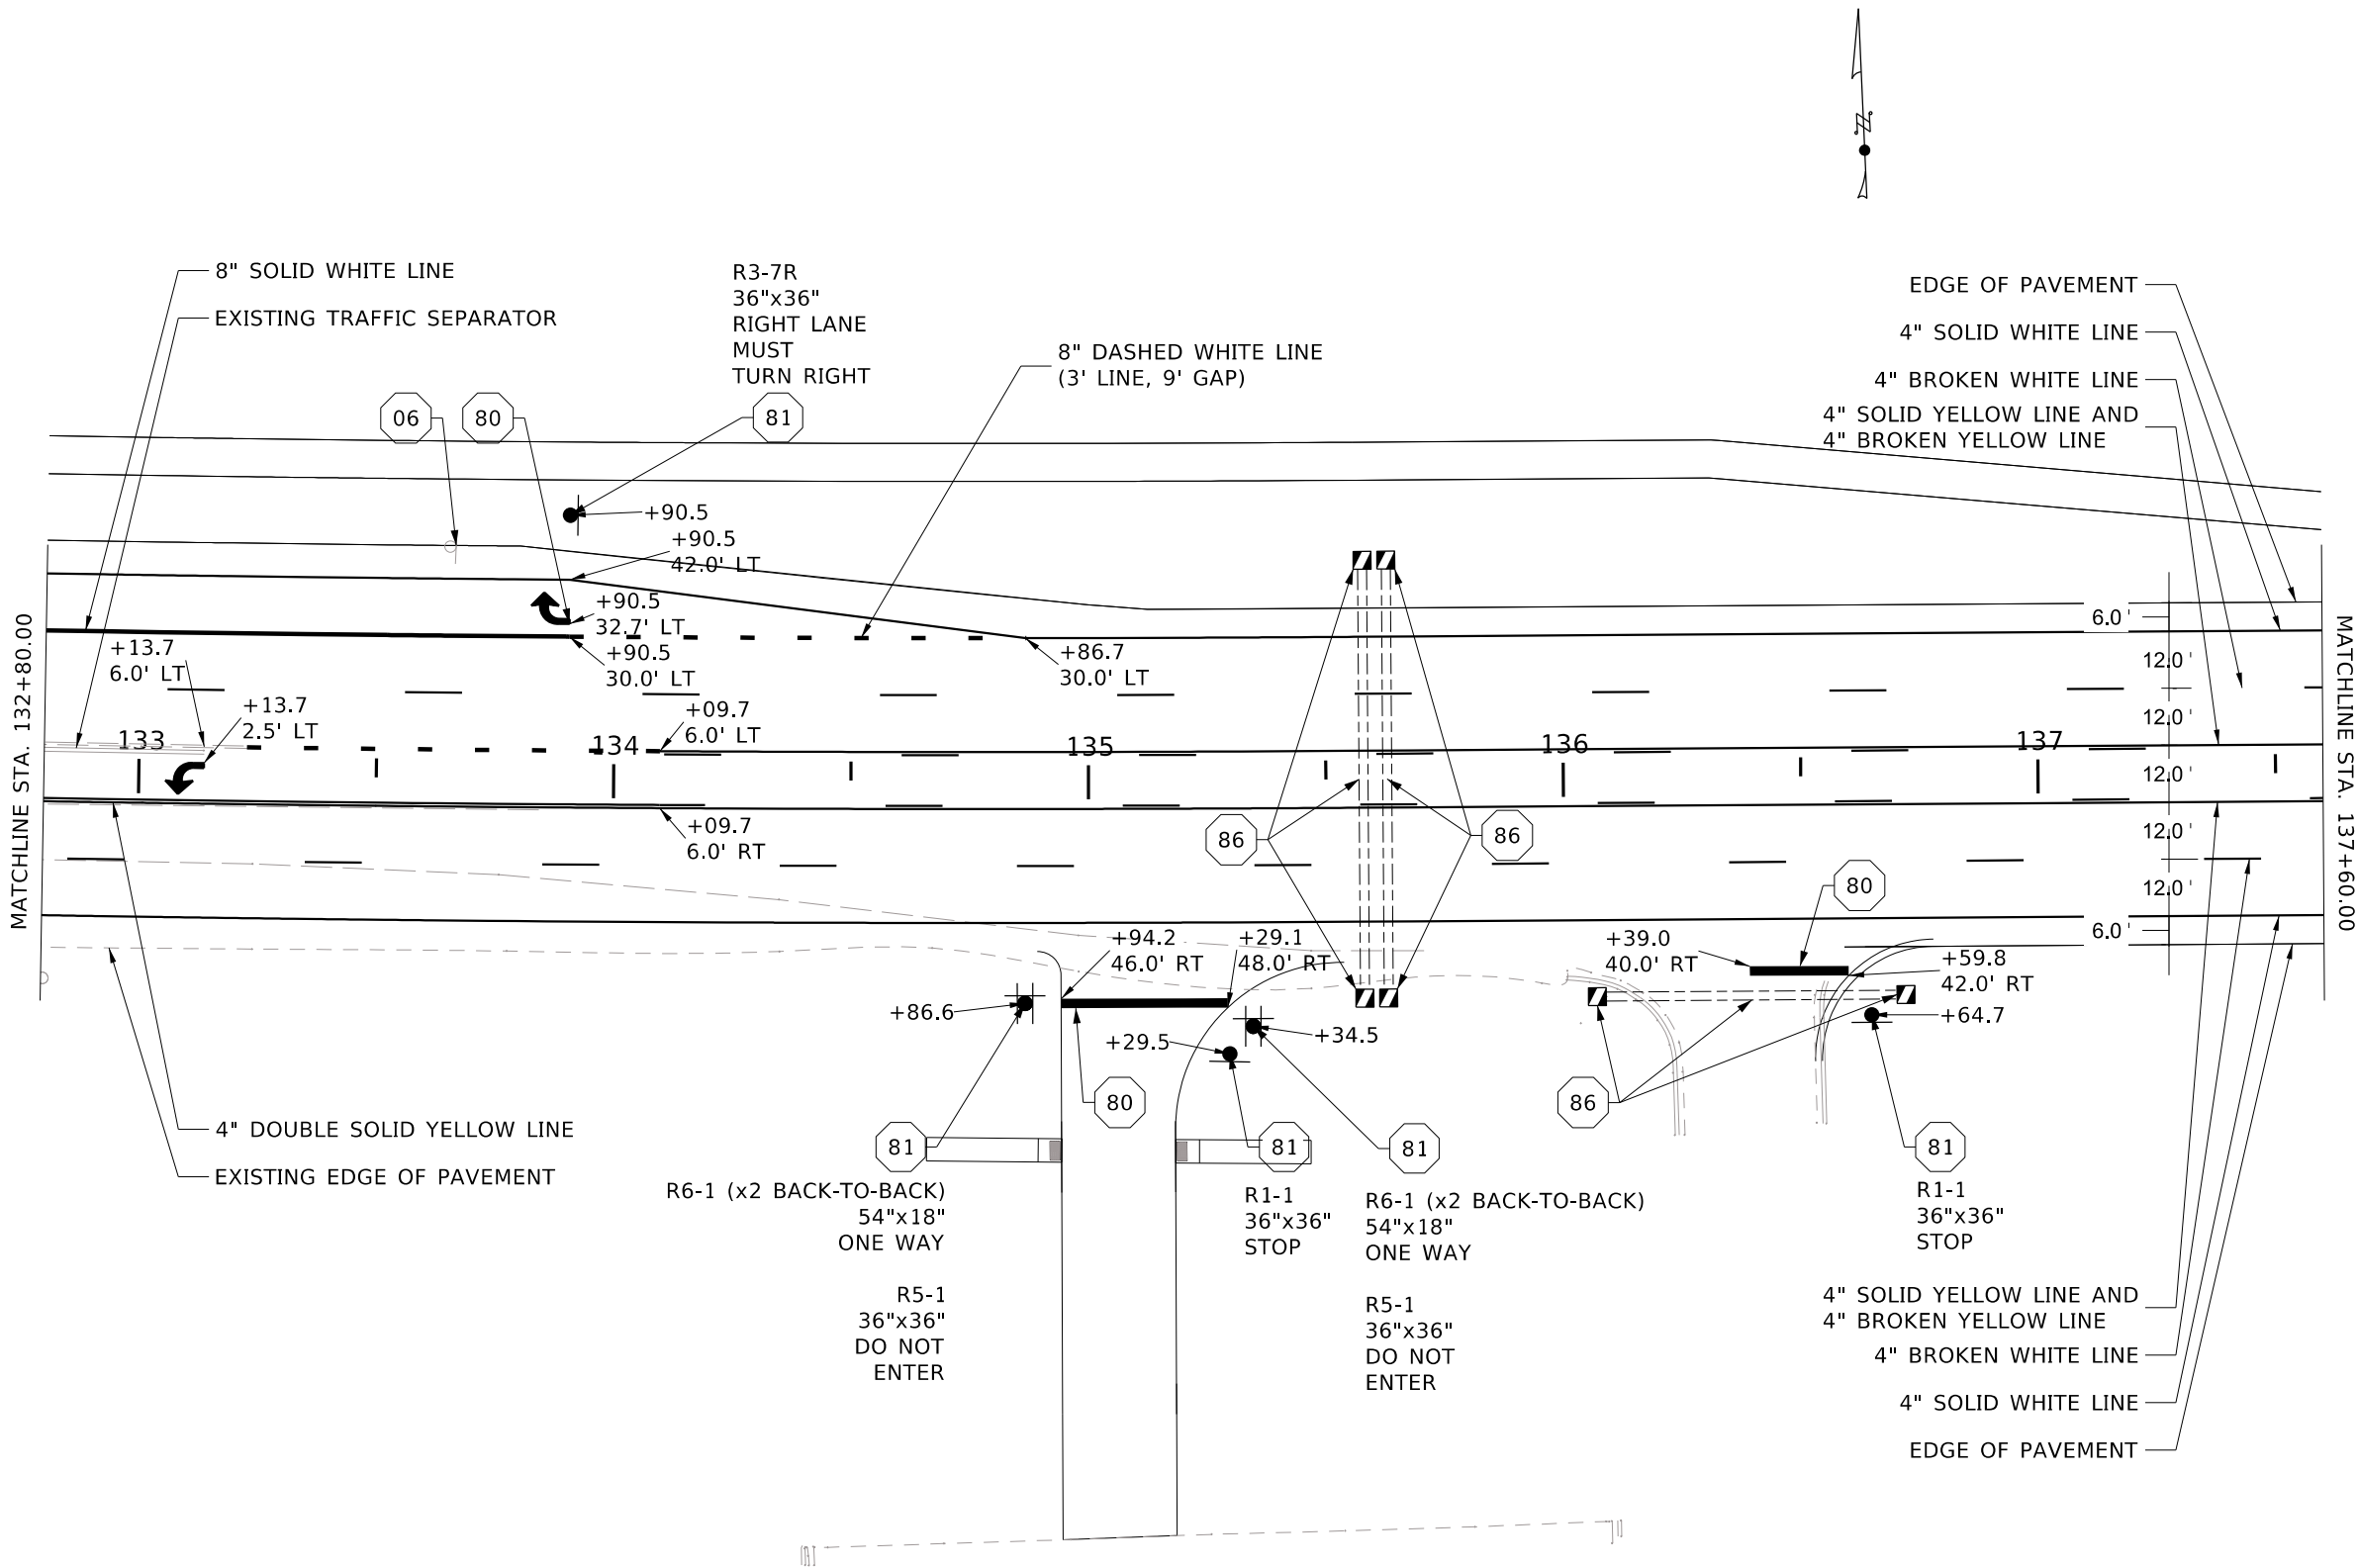 8" SOLID WHITE LINE
EXISTING TRAFFIC SEPARATOR
R3-7R
36"x36"
RIGHT LANE
MUST
TURN RIGHT
8" DASHED WHITE LINE
(3' LINE, 9' GAP)
EDGE OF PAVEMENT
4" SOLID WHITE LINE
4" BROKEN WHITE LINE
4" SOLID YELLOW LINE AND
4" BROKEN YELLOW LINE
06
80
81
+90.5
+90.5
42.0' LT
+90.5
32.7' LT
+90.5
30.0' LT
+86.7
30.0' LT
+13.7
6.0' LT
+13.7
2.5' LT
+09.7
6.0' LT
MATCHLINE STA. 132+80.00
133
134
135
136
137
6.0'
12.0'
12.0'
12.0'
12.0'
12.0'
6.0'
MATCHLINE STA. 137+60.00
+09.7
6.0' RT
86
86
80
+94.2
46.0' RT
+29.1
48.0' RT
+39.0
40.0' RT
+59.8
42.0' RT
+86.6
+29.5
+34.5
+64.7
80
86
81
81
81
81
4" DOUBLE SOLID YELLOW LINE
EXISTING EDGE OF PAVEMENT
R6-1 (x2 BACK-TO-BACK)
54"x18"
ONE WAY
R5-1
36"x36"
DO NOT
ENTER
R1-1
36"x36"
STOP
R6-1 (x2 BACK-TO-BACK)
54"x18"
ONE WAY
R5-1
36"x36"
DO NOT
ENTER
R1-1
36"x36"
STOP
4" SOLID YELLOW LINE AND
4" BROKEN YELLOW LINE
4" BROKEN WHITE LINE
4" SOLID WHITE LINE
EDGE OF PAVEMENT